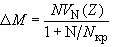 ΔM = NV_N(Z) / (1 + N/N_кр)